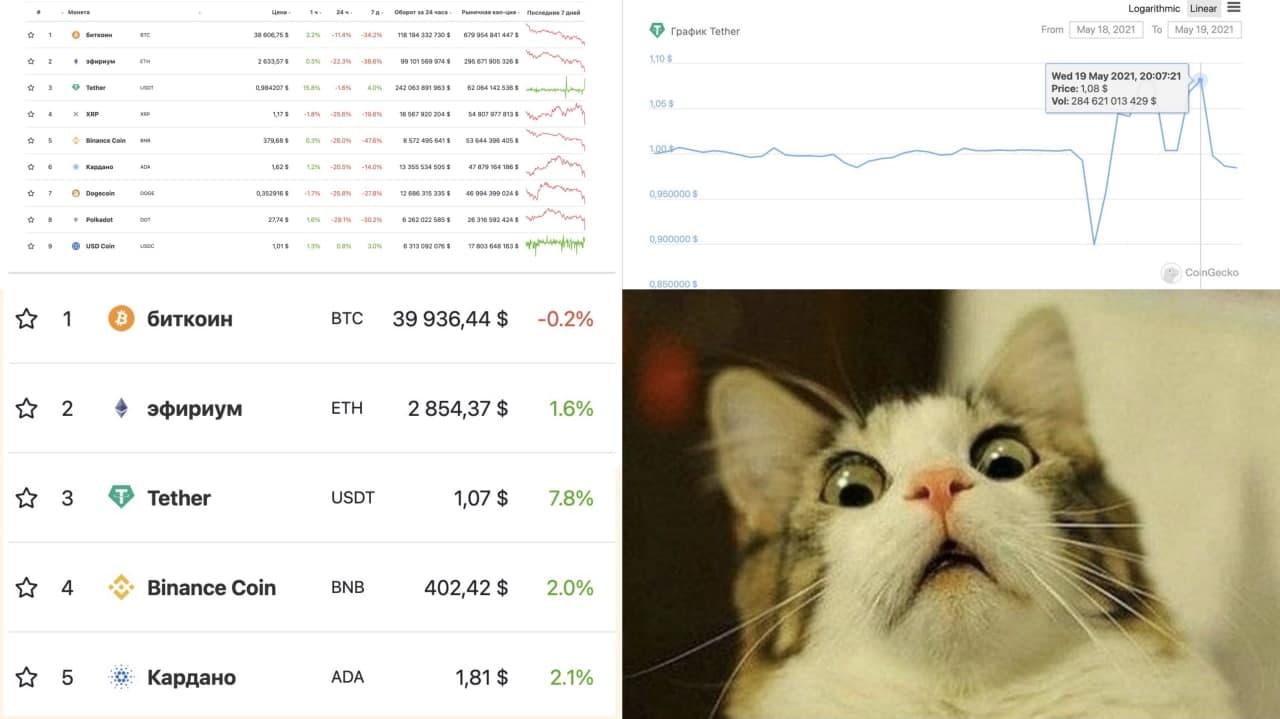 # Монета Цена 1 ч 24 ч 7 д Оборот за 24 часа Рыночная кап-ция Последние 7 дней
1 Биткоин BTC 38 606,75 $ 2.2% -11.4% -34.2% 118 184 332 730 $ 679 954 841 447 $
2 эфириум ETH 2 633,57 $ 0.5% -22.3% -38.6% 99 101 569 974 $ 295 671 905 326 $
3 Tether USDT 0,984207 $ 15.8% -1.6% 4.0% 242 063 891 963 $ 62 064 142 536 $
4 XRP XRP 1,17 $ -1.8% -25.6% -19.6% 16 567 920 204 $ 54 807 977 813 $
5 Binance Coin BNB 379,68 $ 0.3% -26.0% -47.6% 8 572 495 641 $ 53 644 396 405 $
6 Кардано ADA 1,62 $ 1.2% -20.5% -14.0% 13 355 534 505 $ 47 879 164 186 $
7 Dogecoin DOGE 0,352916 $ -1.7% -25.8% -27.8% 12 686 315 335 $ 46 994 399 024 $
8 Polkadot DOT 27,74 $ 1.6% -29.1% -30.2% 6 262 022 585 $ 26 316 592 424 $
9 USD Coin USDC 1,01 $ 1.3% 0.8% 3.0% 6 313 092 076 $ 17 803 648 163 $
Logarithmic Linear
График Tether
From May 18, 2021 To May 19, 2021
1,10 $
Wed 19 May 2021, 20:07:21
Price: 1,08 $
Vol: 284 621 013 429 $
1,05 $
1,00 $
0,950000 $
0,900000 $
0,850000 $
CoinGecko
1 биткоин BTC 39 936,44 $ -0.2%
2 эфириум ETH 2 854,37 $ 1.6%
3 Tether USDT 1,07 $ 7.8%
4 Binance Coin BNB 402,42 $ 2.0%
5 Кардано ADA 1,81 $ 2.1%